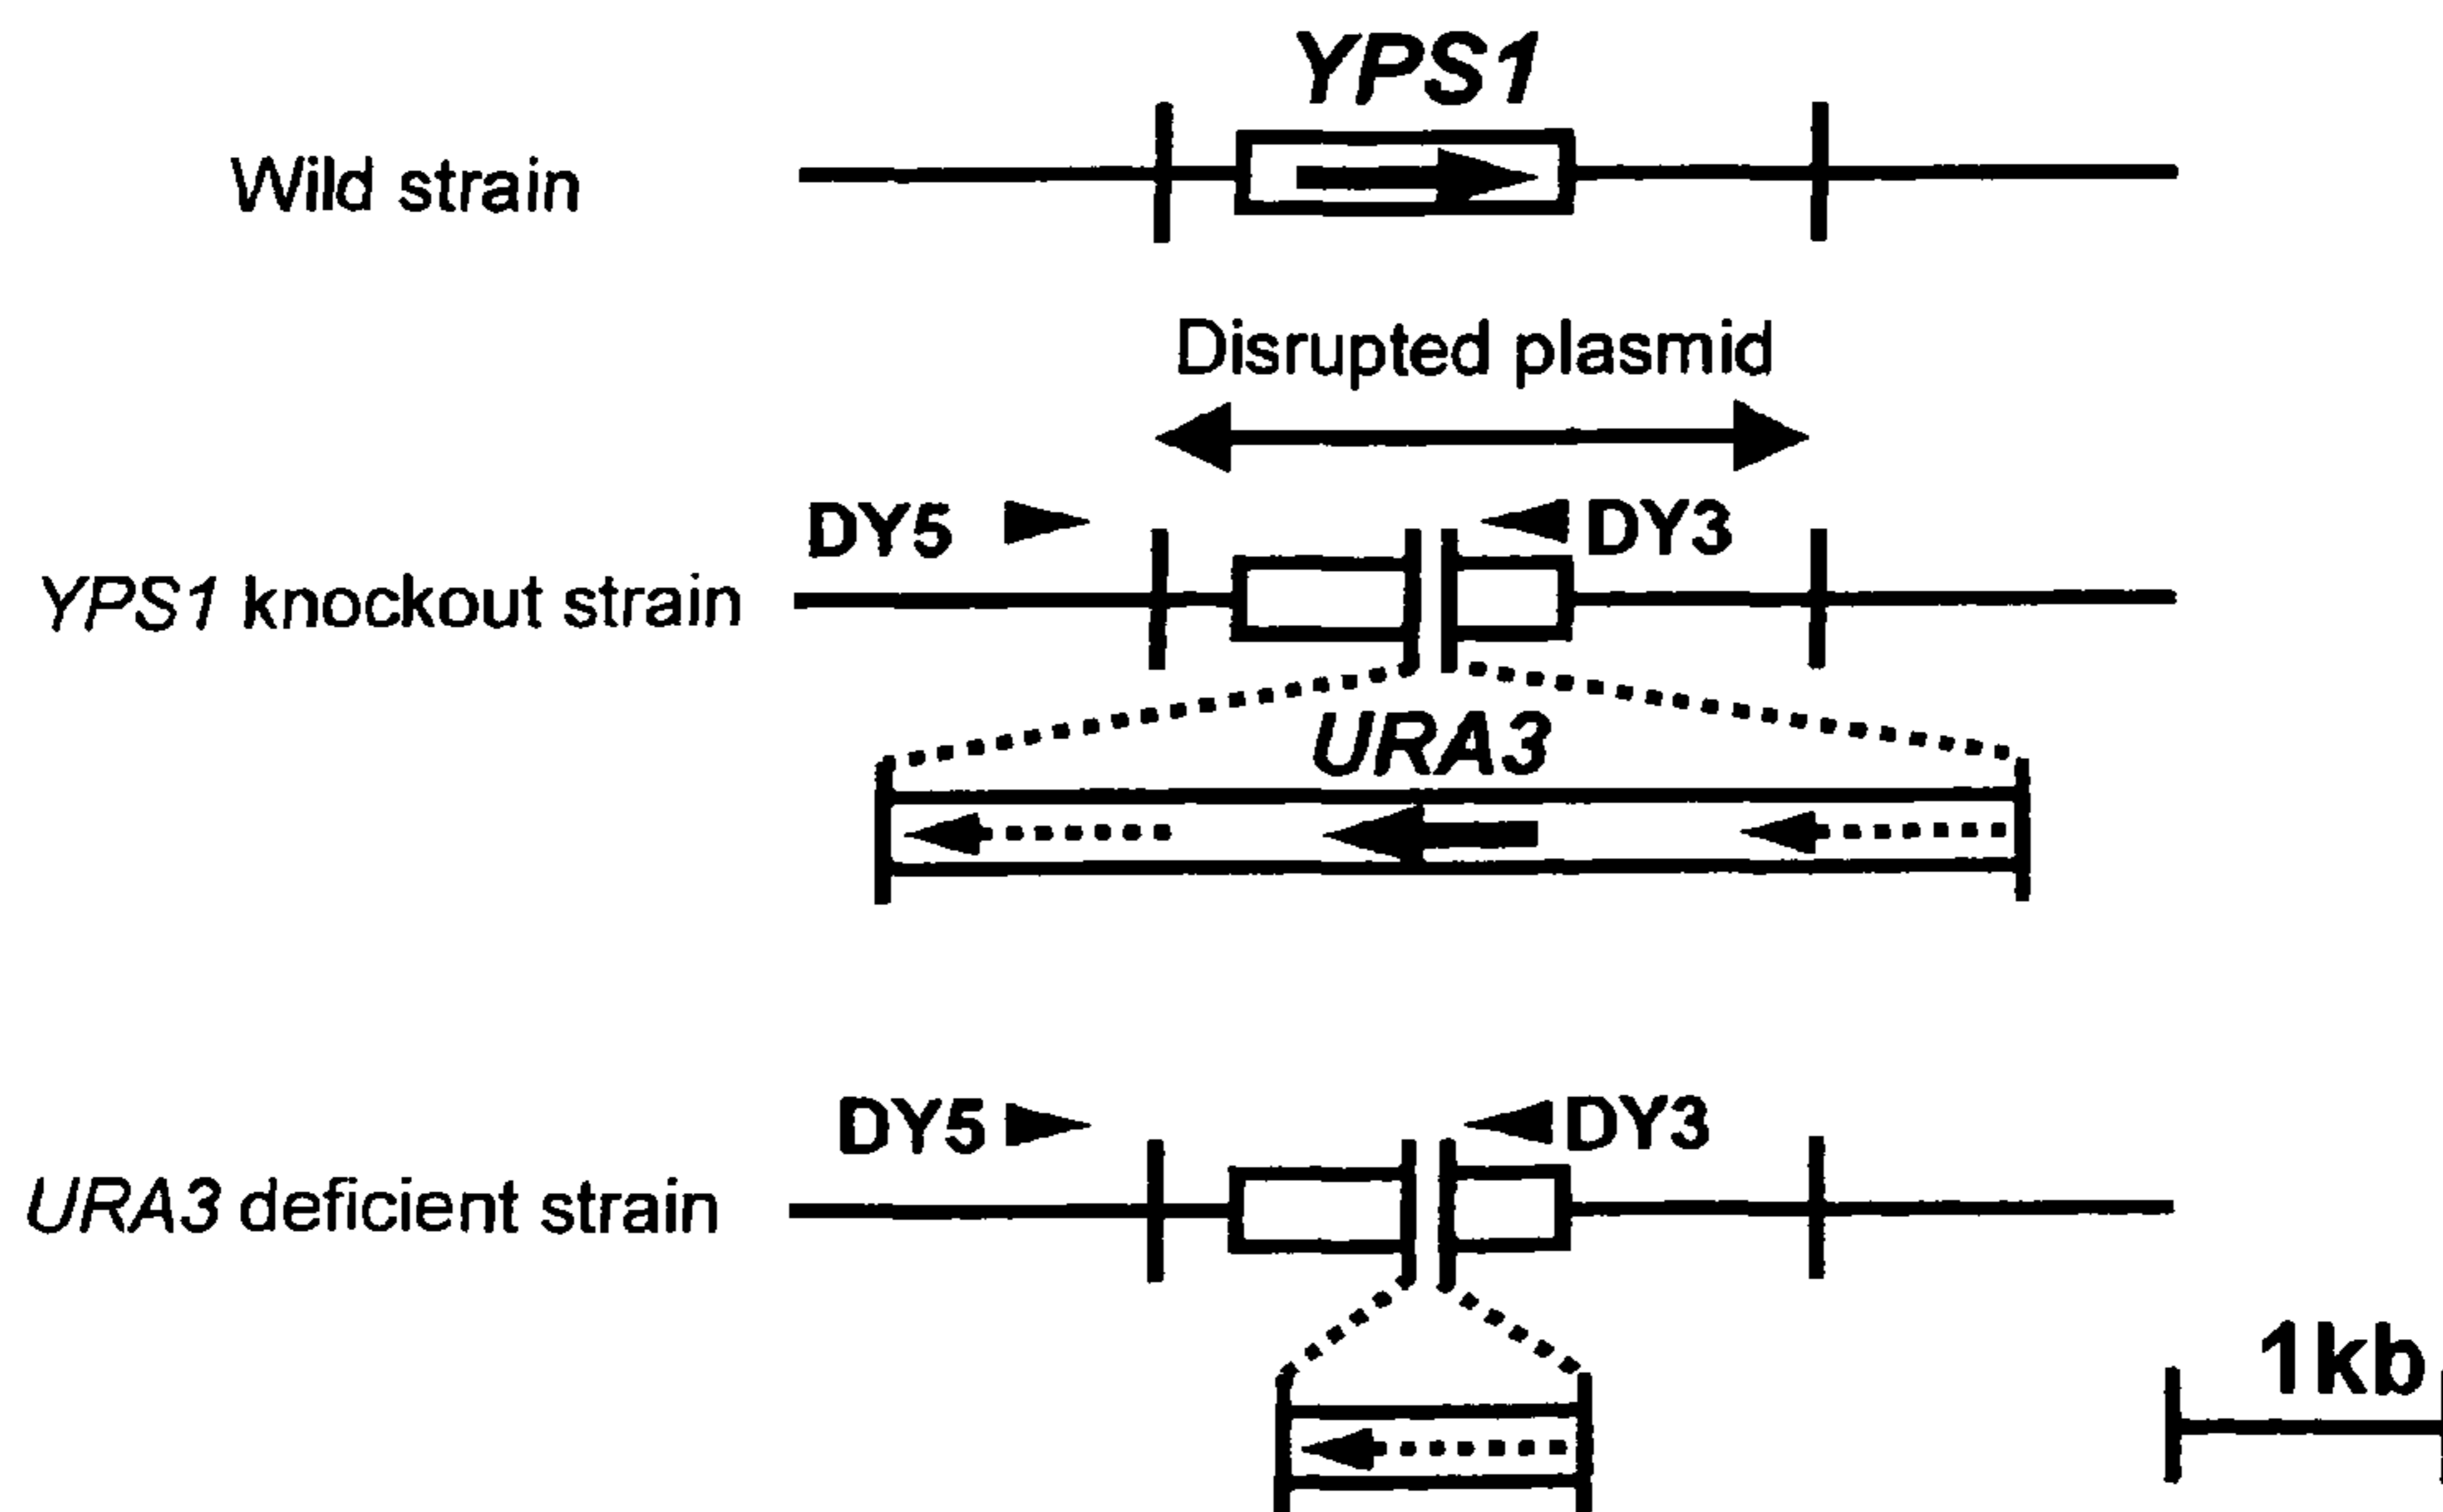 YPS1
Wild strain
Disrupted plasmid
DY5 DY3
YPS1 knockout strain
URA3
DY5 DY3
URA3 deficient strain
1kb